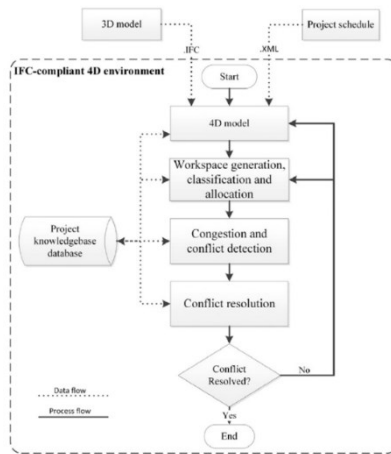 3D model
Project schedule
.IFC
.XML
IFC-compliant 4D environment
Start
4D model
Workspace generation,
classification and
allocation
Project
knowledgebase
database
Congestion and
conflict detection
Conflict resolution
Conflict
Resolved?
No
Data flow
Process flow
Yes
End